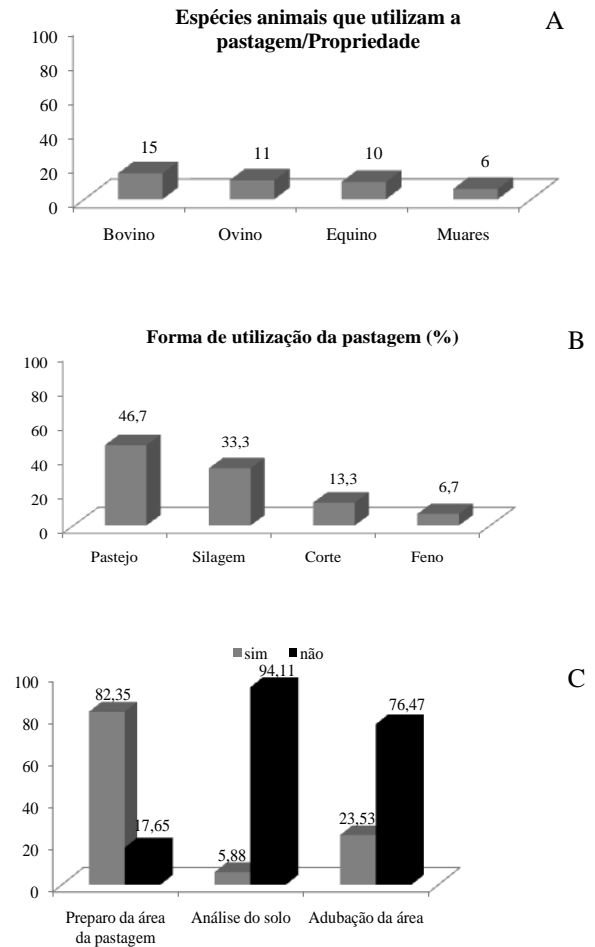 Espécies animais que utilizam a
pastagem/Propriedade
A
100
80
60
40
20
0
15
11
10
6
Bovino
Ovino
Equino
Muares
Forma de utilização da pastagem (%)
B
100
80
60
40
20
0
46,7
33,3
13,3
6,7
Pastejo
Silagem
Corte
Feno
sim não
C
100
80
60
40
20
0
82,35
17,65
5,88
94,11
23,53
76,47
Preparo da área
da pastagem
Análise do solo
Adubação da área